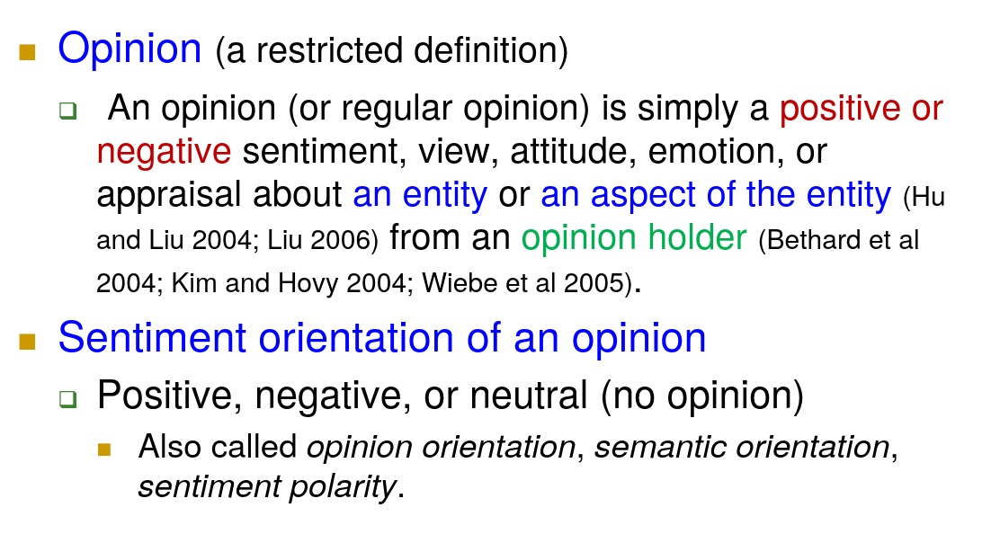 Opinion (a restricted definition)
An opinion (or regular opinion) is simply a positive or
negative sentiment, view, attitude, emotion, or
appraisal about an entity or an aspect of the entity (Hu
and Liu 2004; Liu 2006) from an opinion holder (Bethard et al
2004; Kim and Hovy 2004; Wiebe et al 2005).
Sentiment orientation of an opinion
Positive, negative, or neutral (no opinion)
Also called opinion orientation, semantic orientation,
sentiment polarity.